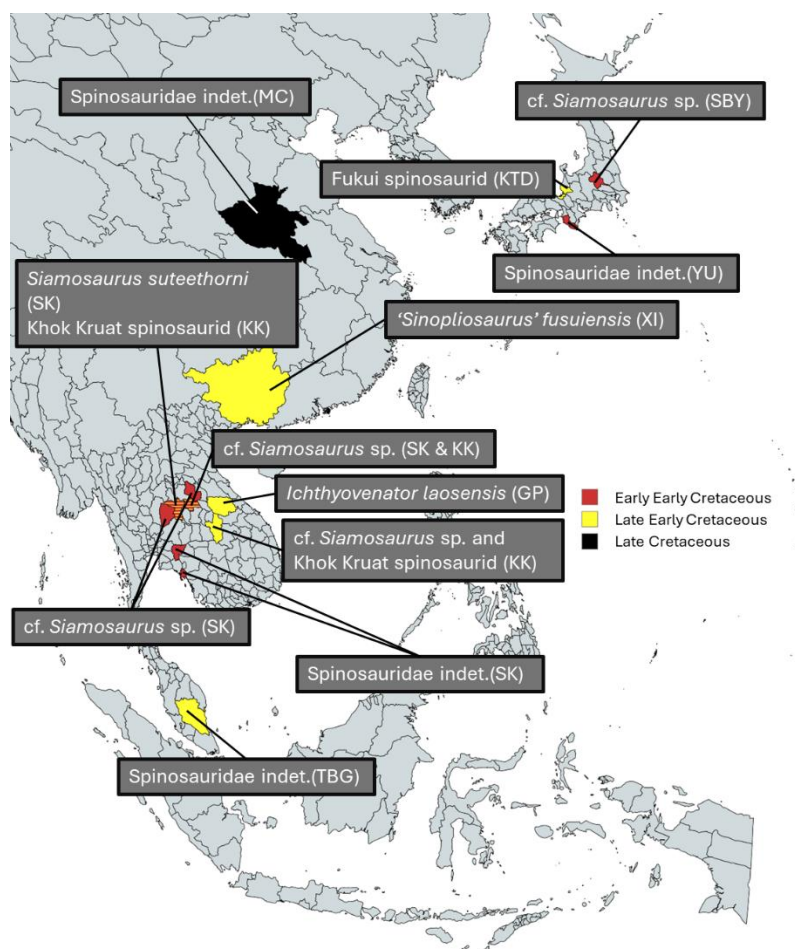 Spinosauridae indet.(MC)
cf. Siamosaurus sp. (SBY)
Fukui spinosaurid (KTD)
Spinosauridae indet.(YU)
Siamosaurus suteethorni
(SK)
Khok Kruat spinosaurid (KK)
‘Sinopliosaurus’ fusuiensis (XI)
cf. Siamosaurus sp. (SK & KK)
Ichthyovenator laosensis (GP)
cf. Siamosaurus sp. and
Khok Kruat spinosaurid (KK)
Early Early Cretaceous
Late Early Cretaceous
Late Cretaceous
cf. Siamosaurus sp. (SK)
Spinosauridae indet.(SK)
Spinosauridae indet.(TBG)